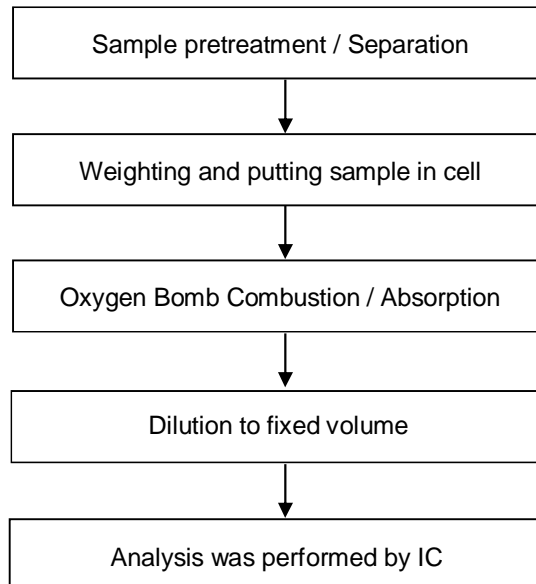 Sample pretreatment / Separation
Weighting and putting sample in cell
Oxygen Bomb Combustion / Absorption
Dilution to fixed volume
Analysis was performed by IC